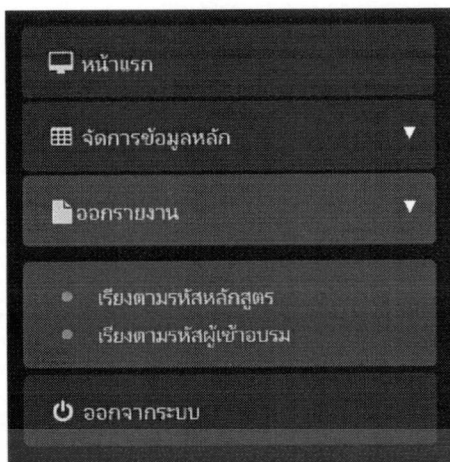 หน้าแรก
จัดการข้อมูลหลัก
ออกรายงาน
เรียงตามรหัสหลักสูตร
เรียงตามรหัสผู้เข้าอบรม
ออกจากระบบ